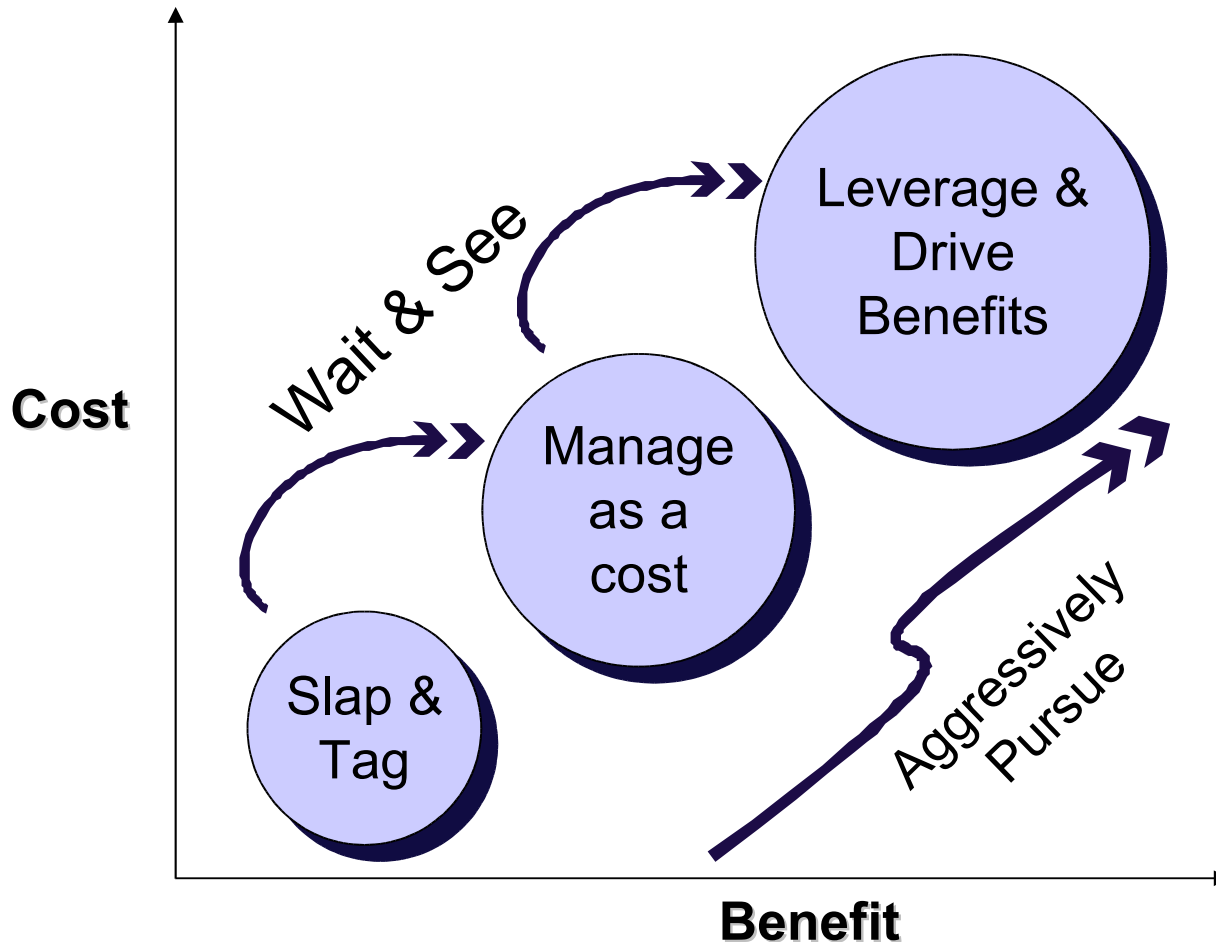 Leverage &
Drive
Benefits
Wait & See
Cost
Manage
as a
cost
Slap &
Tag
Aggressively
Pursue
Benefit